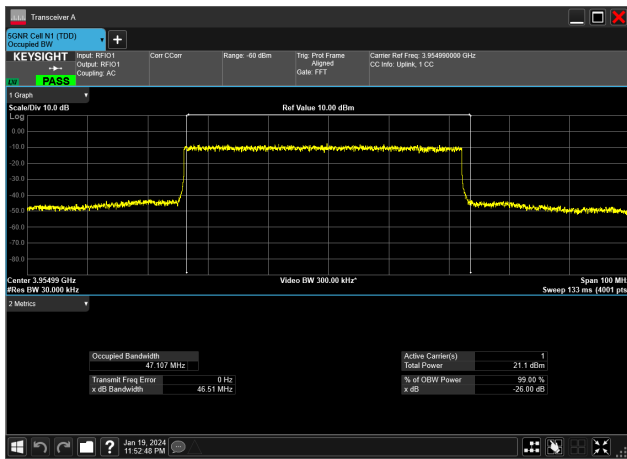 Transceiver A
5GNR Cell N1 (TDD)
Occupied BW
KEYSIGHT
LNI
PASS
Input: RFIO1
Output: RFIO1
Coupling: AC
Corr CCorr
Range: -60 dBm
Trig: Prot Frame
Aligned
Gate: FFT
Carrier Ref Freq: 3.954990000 GHz
CC Info: Uplink, 1 CC
1 Graph
Scale/Div 10.0 dB
Ref Value 10.00 dBm
Log
0.00
-10.0
-20.0
-30.0
-40.0
-50.0
-60.0
-70.0
-80.0
Center 3.95499 GHz
Video BW 300.00 kHz*
Span 100 MH
#Res BW 30.000 kHz
Sweep 133 ms (4001 pts
2 Metrics
Occupied Bandwidth
47.107 MHz
Active Carrier(s) 1
Total Power 21.1 dBm
Transmit Freq Error 0 Hz
x dB Bandwidth 46.51 MHz
% of OBW Power 99.00 %
x dB -26.00 dB
Jan 19, 2024
11:52:48 PM